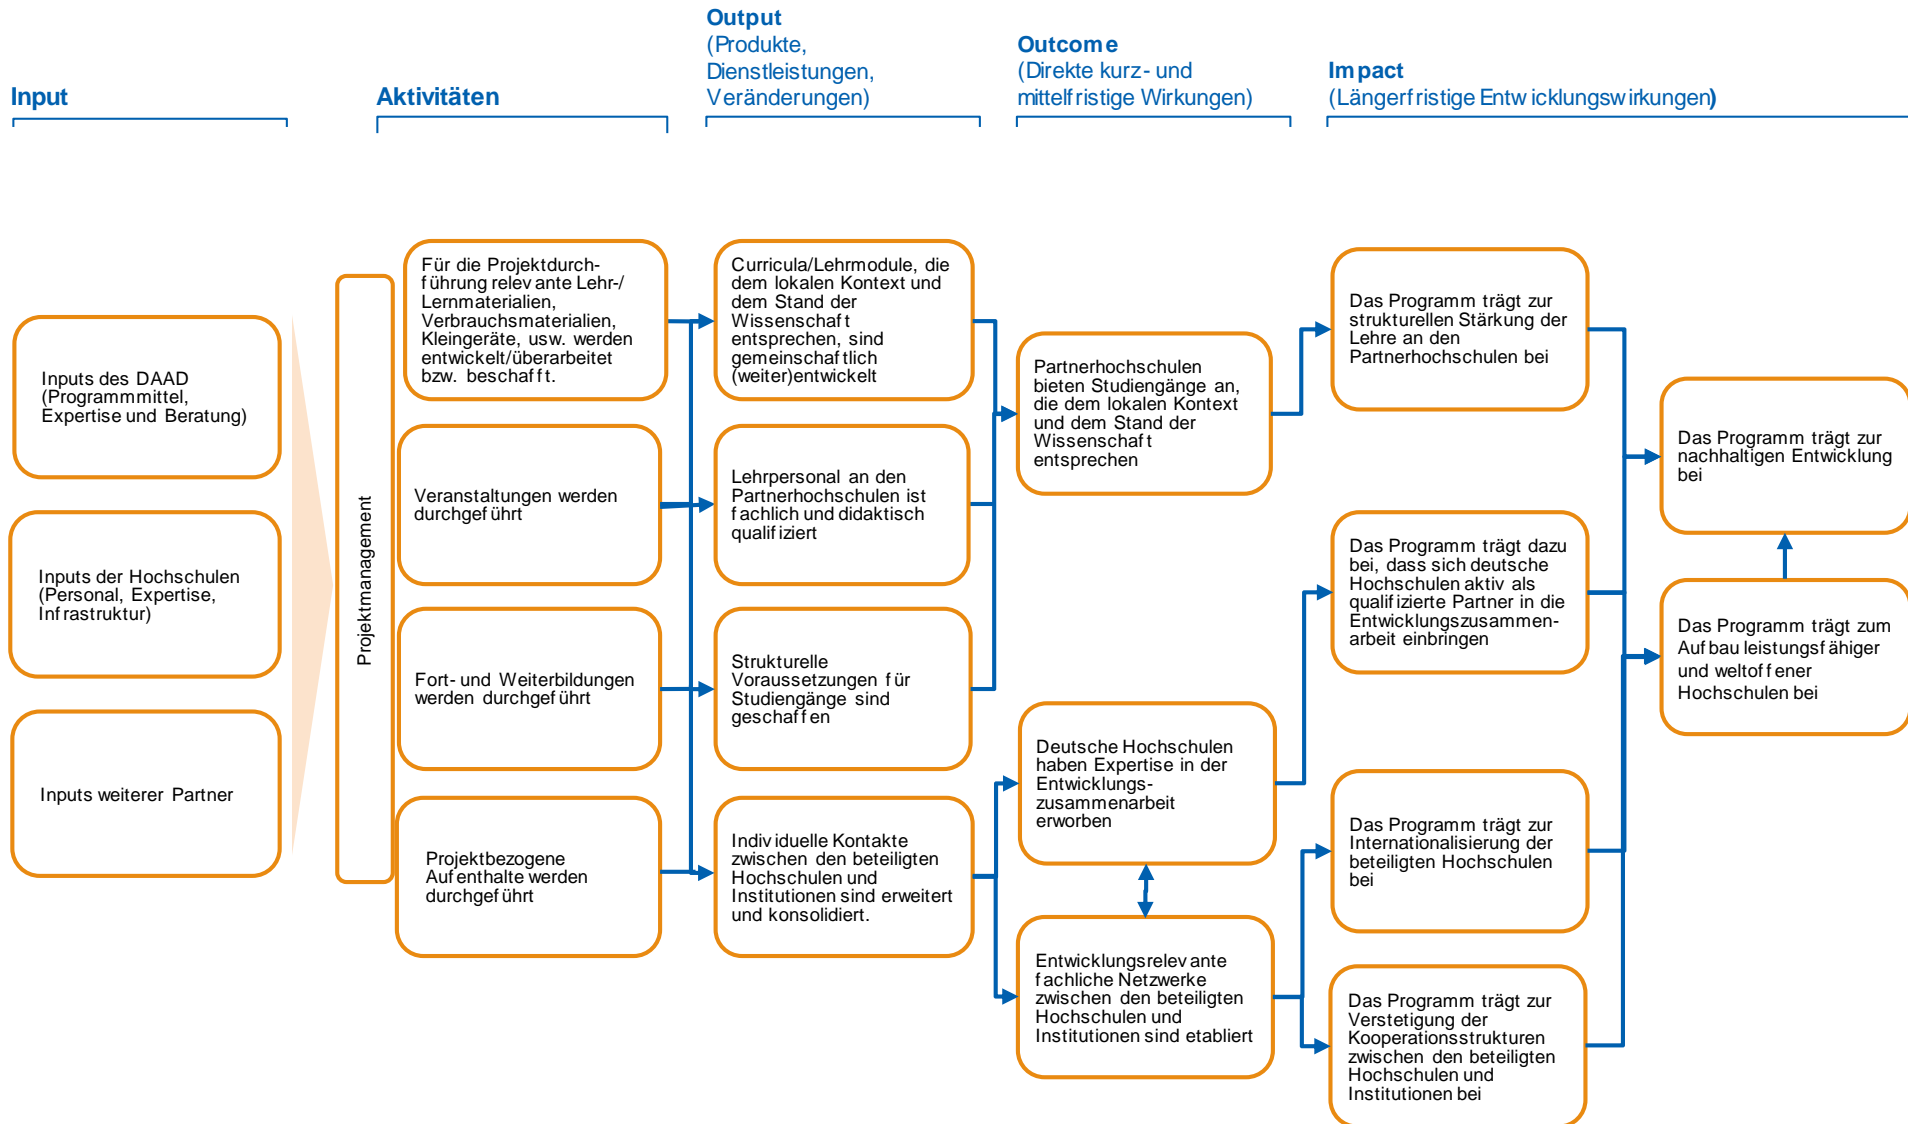 Input
Aktivitäten
Output
(Produkte,
Dienstleistungen,
Veränderungen)
Outcome
(Direkte kurz- und
mittelfristige Wirkungen)
Impact
(Längerfristige Entwicklungswirkungen)
Inputs des DAAD
(Programmmittel,
Expertise und Beratung)
Inputs der Hochschulen
(Personal, Expertise,
Infrastruktur)
Inputs weiterer Partner
Projektmanagement
Für die Projektdurch-
führung relevante Lehr-/
Lernmaterialien,
Verbrauchsmaterialien,
Kleingeräte, usw. werden
entwickelt/überarbeitet
bzw. beschafft.
Veranstaltungen werden
durchgeführt
Fort- und Weiterbildungen
werden durchgeführt
Projektbezogene
Aufenthalte werden
durchgeführt
Curricula/Lehrmodule, die
dem lokalen Kontext und
dem Stand der
Wissenschaft
entsprechen, sind
gemeinschaftlich
(weiter)entwickelt
Lehrpersonal an den
Partnerhochschulen ist
fachlich und didaktisch
qualifiziert
Strukturelle
Voraussetzungen für
Studiengänge sind
geschaffen
Individuelle Kontakte
zwischen den beteiligten
Hochschulen und
Institutionen sind erweitert
und konsolidiert.
Partnerhochschulen
bieten Studiengänge an,
die dem lokalen Kontext
und dem Stand der
Wissenschaft
entsprechen
Deutsche Hochschulen
haben Expertise in der
Entwicklungs-
zusammenarbeit
erworben
Entwicklungsrelevante
fachliche Netzwerke
zwischen den beteiligten
Hochschulen und
Institutionen sind etabliert
Das Programm trägt zur
strukturellen Stärkung der
Lehre an den
Partnerhochschulen bei
Das Programm trägt dazu
bei, dass sich deutsche
Hochschulen aktiv als
qualifizierte Partner in die
Entwicklungszusammen-
arbeit einbringen
Das Programm trägt zur
Internationalisierung der
beteiligten Hochschulen
bei
Das Programm trägt zur
Verstetigung der
Kooperationsstrukturen
zwischen den beteiligten
Hochschulen und
Institutionen bei
Das Programm trägt zur
nachhaltigen Entwicklung
bei
Das Programm trägt zum
Aufbau leistungsfähiger
und weltoffener
Hochschulen bei